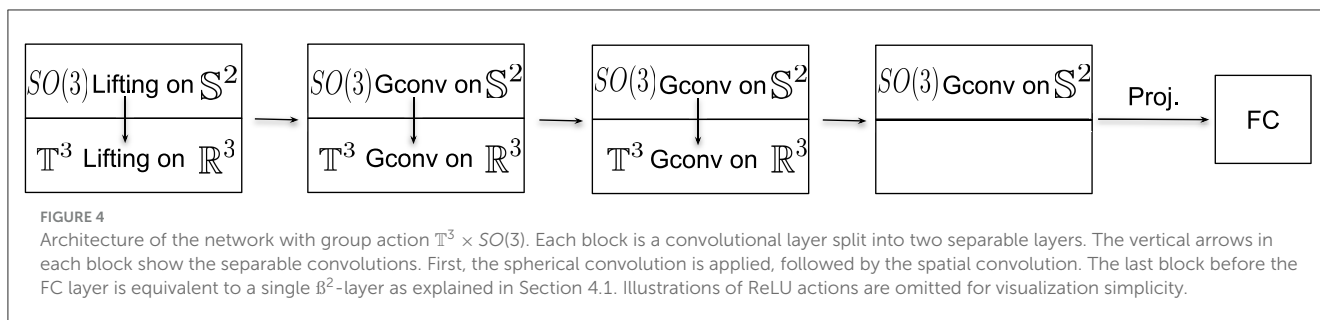 SO(3) Lifting on 𝕊²
𝕋³ Lifting on ℝ³
SO(3) Gconv on 𝕊²
𝕋³ Gconv on ℝ³
SO(3) Gconv on 𝕊²
𝕋³ Gconv on ℝ³
SO(3) Gconv on 𝕊²
Proj.
FC
FIGURE 4
Architecture of the network with group action 𝕋³ × SO(3). Each block is a convolutional layer split into two separable layers. The vertical arrows in
each block show the separable convolutions. First, the spherical convolution is applied, followed by the spatial convolution. The last block before the
FC layer is equivalent to a single ß²-layer as explained in Section 4.1. Illustrations of ReLU actions are omitted for visualization simplicity.